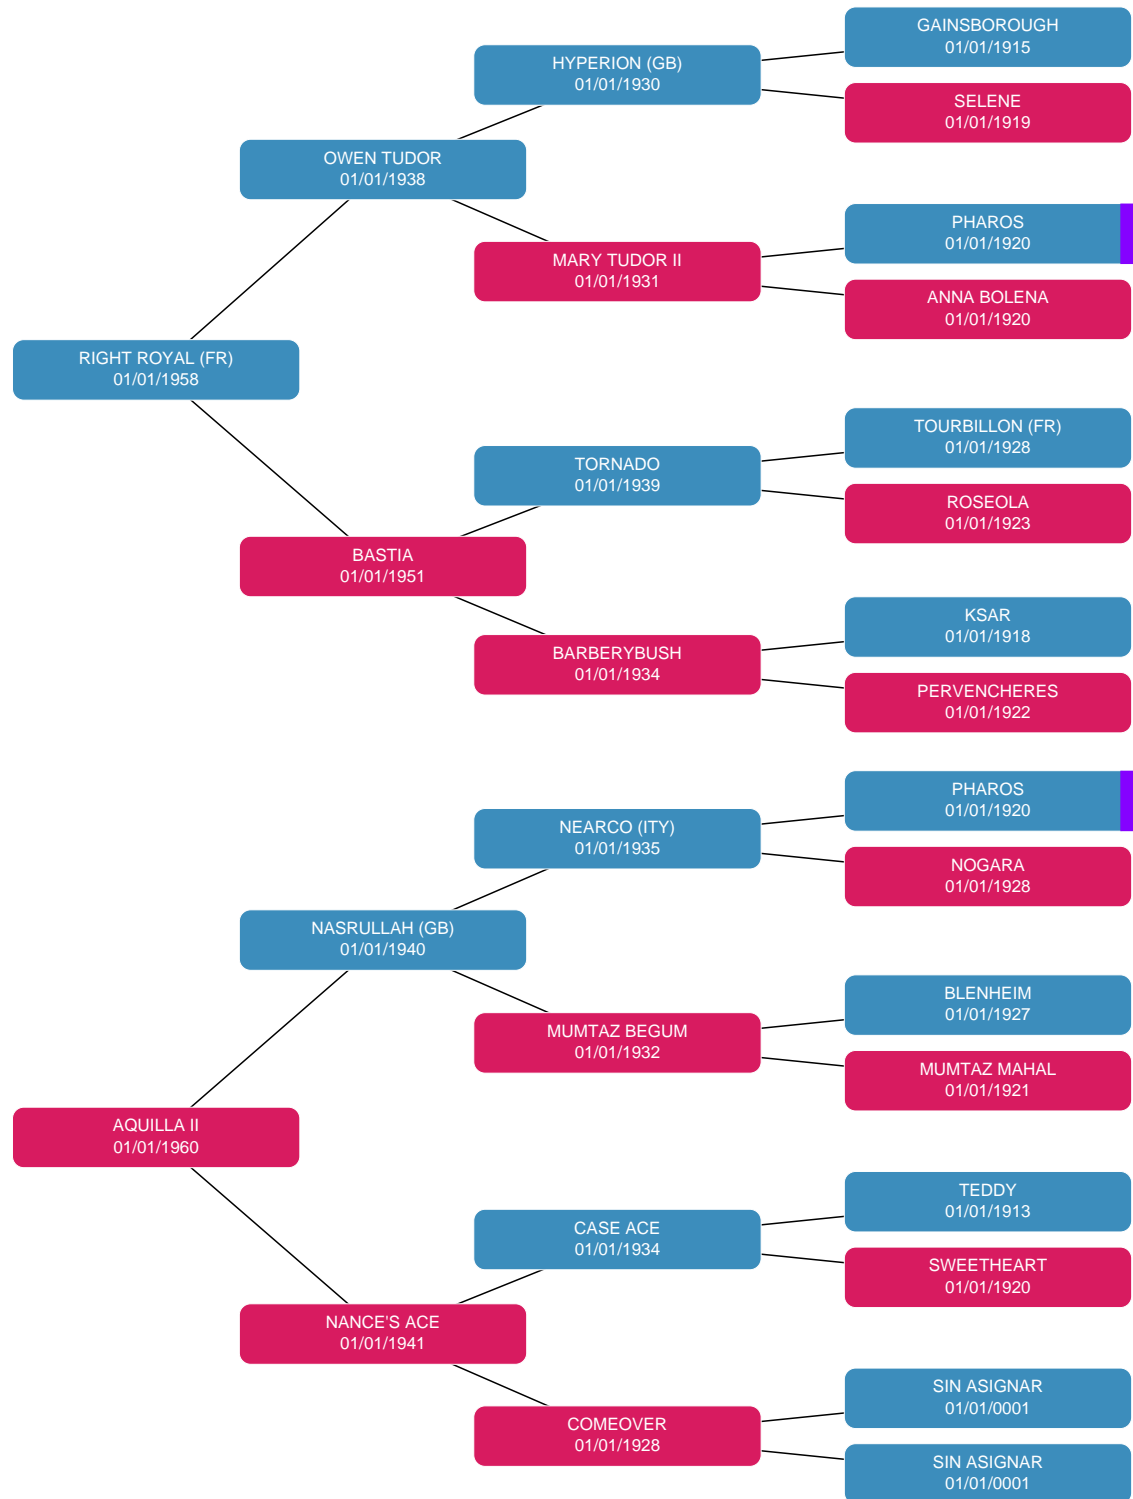 GAINSBOROUGH
01/01/1915
HYPERION (GB)
01/01/1930
SELENE
01/01/1919
OWEN TUDOR
01/01/1938
PHAROS
01/01/1920
MARY TUDOR II
01/01/1931
ANNA BOLENA
01/01/1920
RIGHT ROYAL (FR)
01/01/1958
TOURBILLON (FR)
01/01/1928
TORNADO
01/01/1939
ROSEOLA
01/01/1923
BASTIA
01/01/1951
KSAR
01/01/1918
BARBERYBUSH
01/01/1934
PERVENCHERES
01/01/1922
PHAROS
01/01/1920
NEARCO (ITY)
01/01/1935
NOGARA
01/01/1928
NASRULLAH (GB)
01/01/1940
BLENHEIM
01/01/1927
MUMTAZ BEGUM
01/01/1932
MUMTAZ MAHAL
01/01/1921
AQUILLA II
01/01/1960
TEDDY
01/01/1913
CASE ACE
01/01/1934
SWEETHEART
01/01/1920
NANCE'S ACE
01/01/1941
SIN ASIGNAR
01/01/0001
COMEOVER
01/01/1928
SIN ASIGNAR
01/01/0001